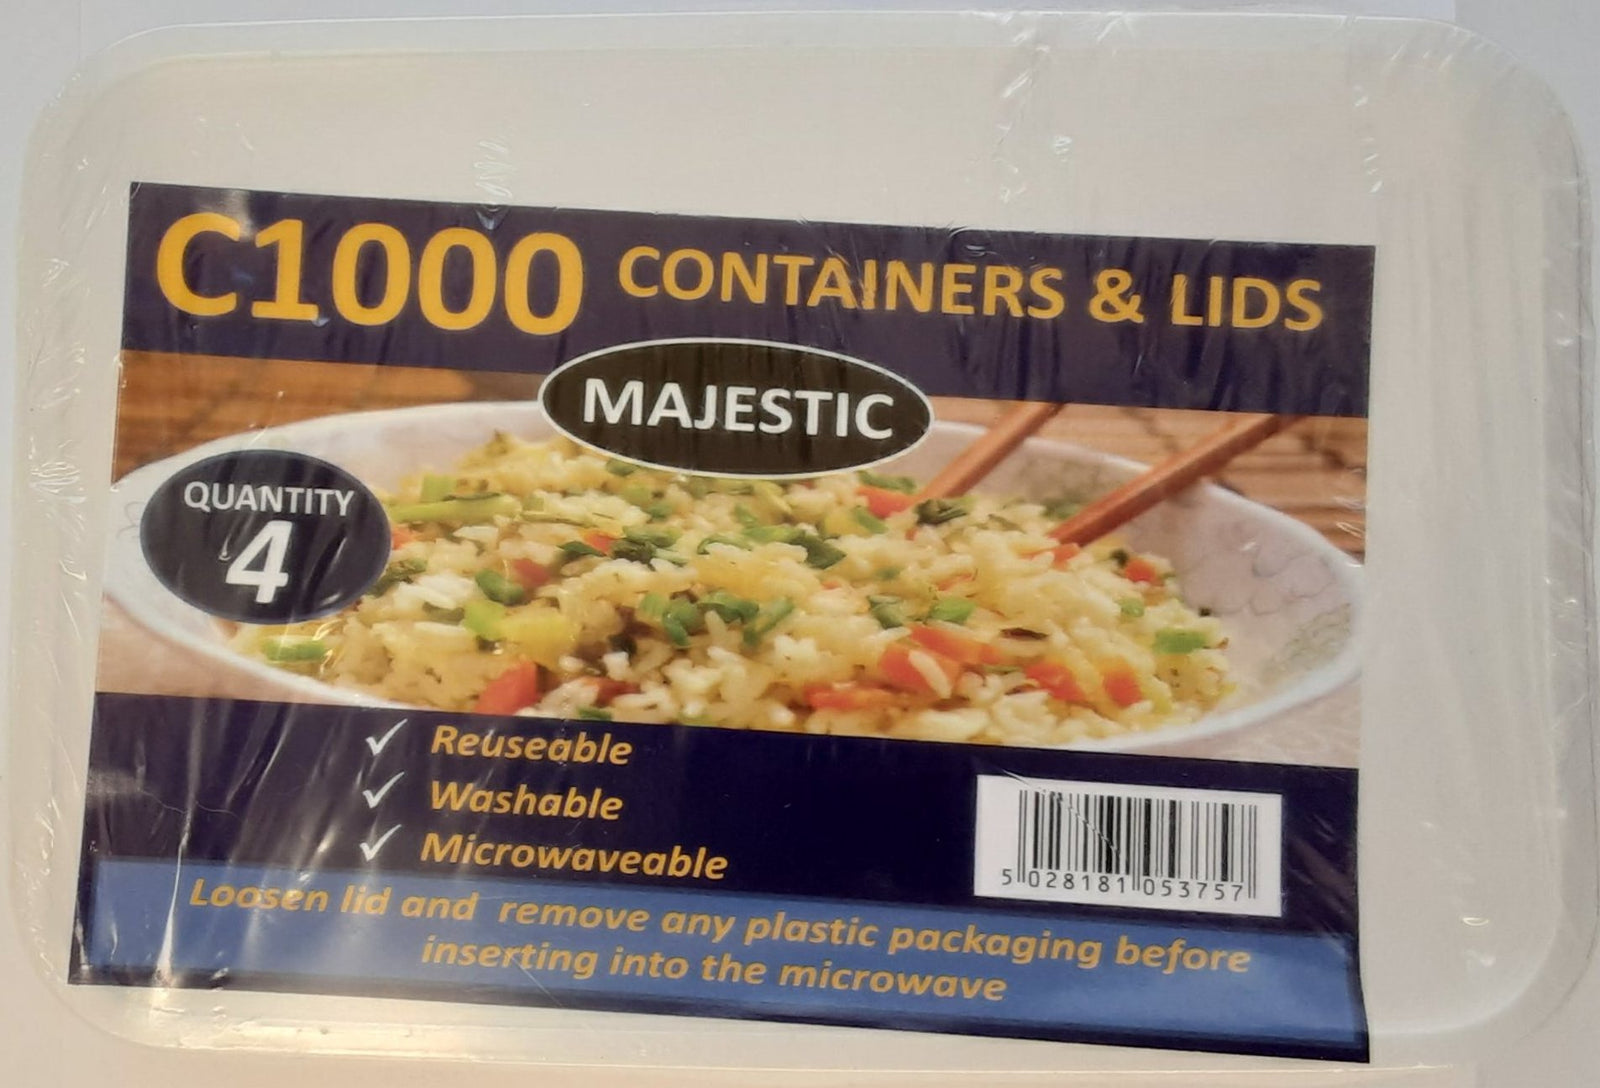 C1000 CONTAINERS & LIDS
MAJESTIC
QUANTITY
4
✓ Reuseable
✓ Washable
✓ Microwaveable
5 028181 053757
Loosen lid and remove any plastic packaging before
inserting into the microwave